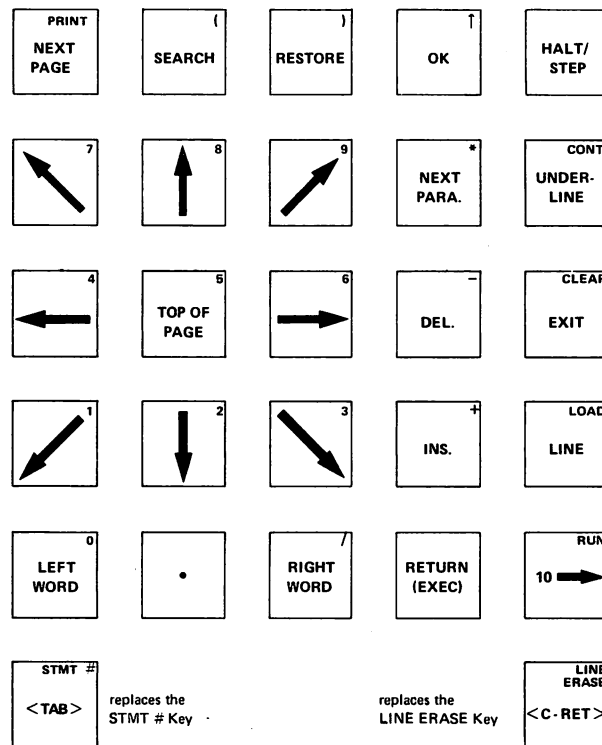 PRINT
NEXT
PAGE
(
SEARCH
)
RESTORE
↑
OK
HALT/
STEP
7
8
9
*
NEXT
PARA.
CONT
UNDER-
LINE
4
5
TOP OF
PAGE
6
–
DEL.
CLEAR
EXIT
1
2
3
+
INS.
LOAD
LINE
0
LEFT
WORD
.
/
RIGHT
WORD
RETURN
(EXEC)
RUN
10
STMT #
<TAB>
replaces the
STMT # Key
replaces the
LINE ERASE Key
LINE
ERASE
<C-RET>